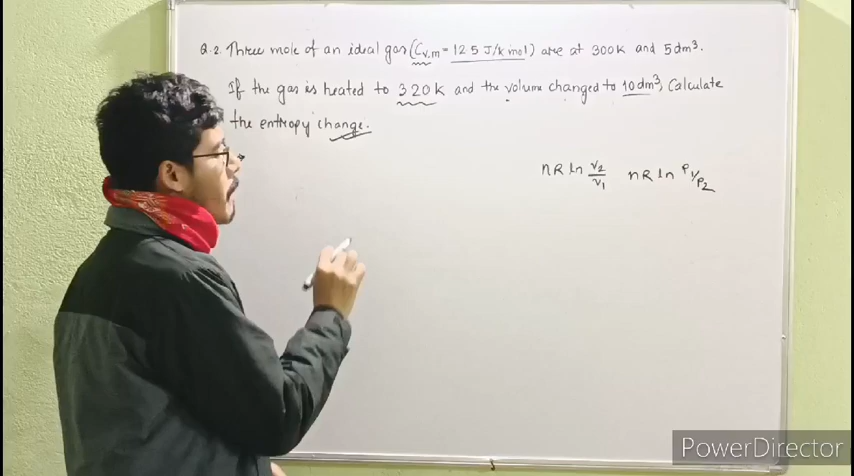 Q.2. Three mole of an ideal gas (Cv,m = 12.5 J/k mol) are at 300K and 5dm³.
If the gas is heated to 320K and the volume changed to 10dm³, Calculate
the entropy change.
nR ln V₂/V₁ nR ln P₁/P₂
PowerDirector